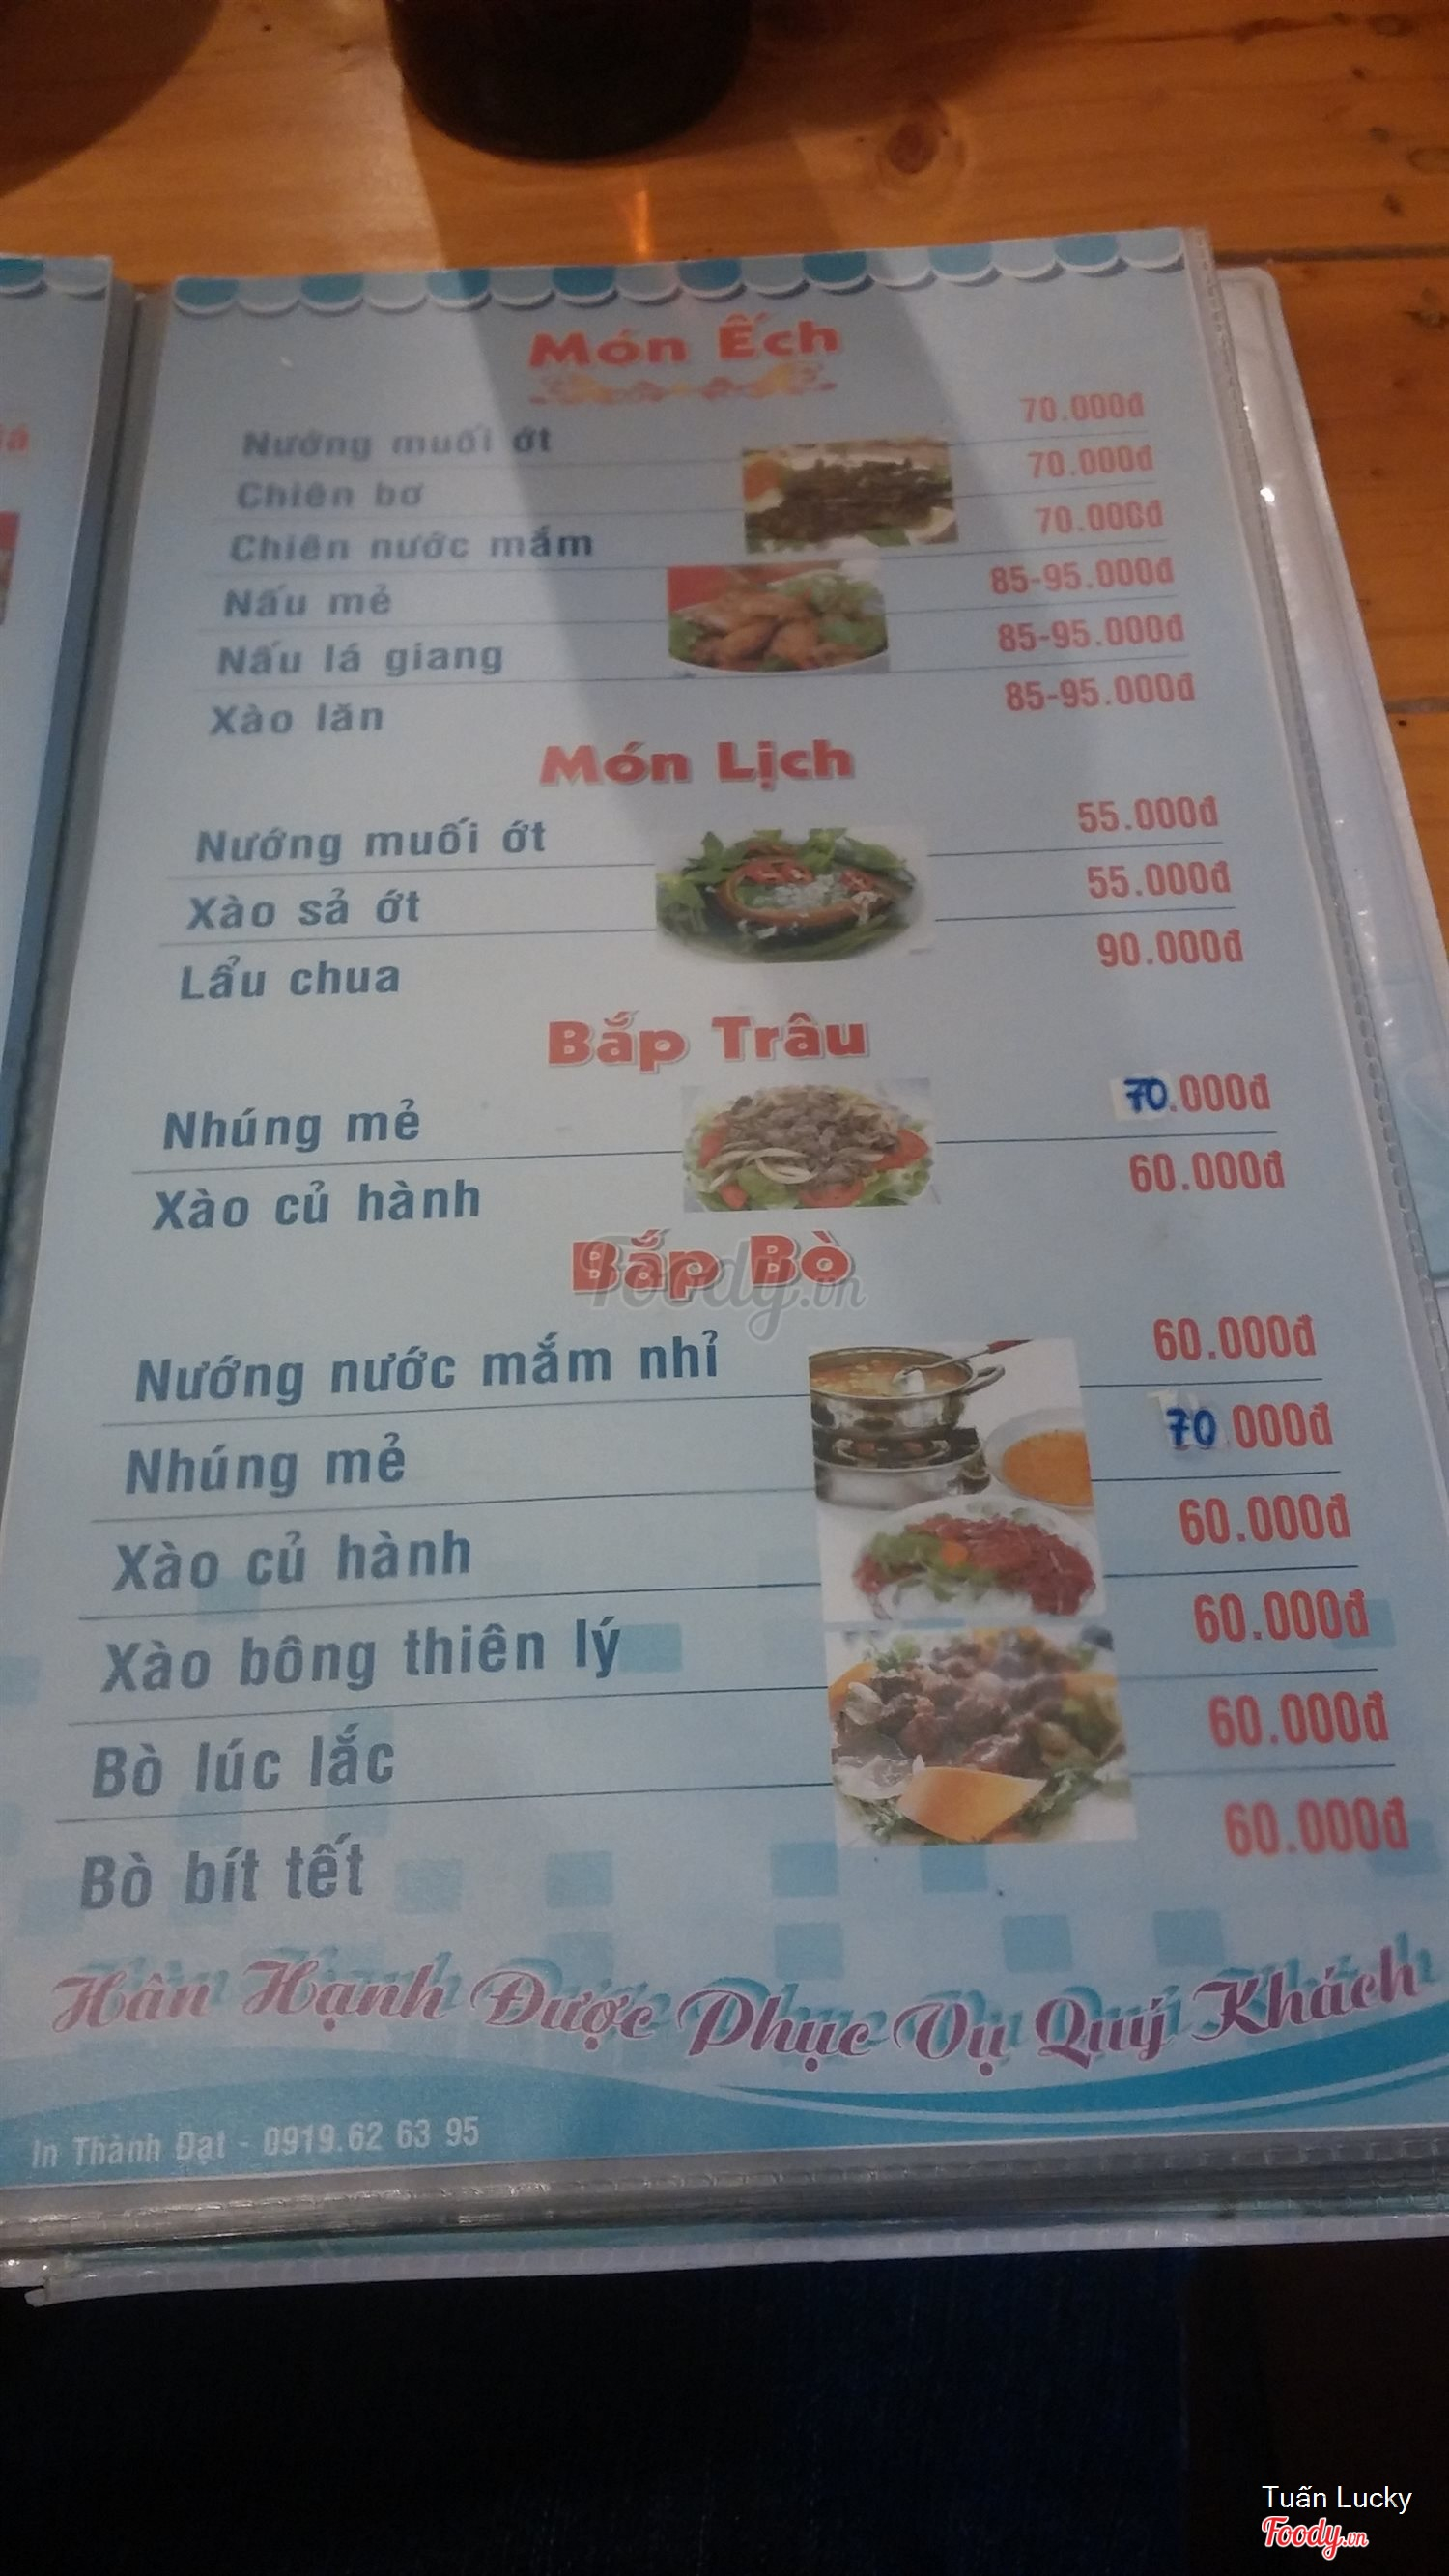 Món Ếch
Nướng muối ớt 70.000đ
Chiên bơ 70.000đ
Chiên nước mắm 70.000đ
Nấu mẻ 85-95.000đ
Nấu lá giang 85-95.000đ
Xào lăn 85-95.000đ
Món Lịch
Nướng muối ớt 55.000đ
Xào sả ớt 55.000đ
Lẩu chua 90.000đ
Bắp Trâu
Nhúng mẻ 70.000đ
Xào củ hành 60.000đ
Bắp Bò
Foody.vn
Nướng nước mắm nhỉ 60.000đ
Nhúng mẻ 70.000đ
Xào củ hành 60.000đ
Xào bông thiên lý 60.000đ
Bò lúc lắc 60.000đ
Bò bít tết 60.000đ
Hân Hạnh Được Phục Vụ Quý Khách
In Thành Đạt - 0919.62 63 95
Tuấn Lucky
Foody.vn